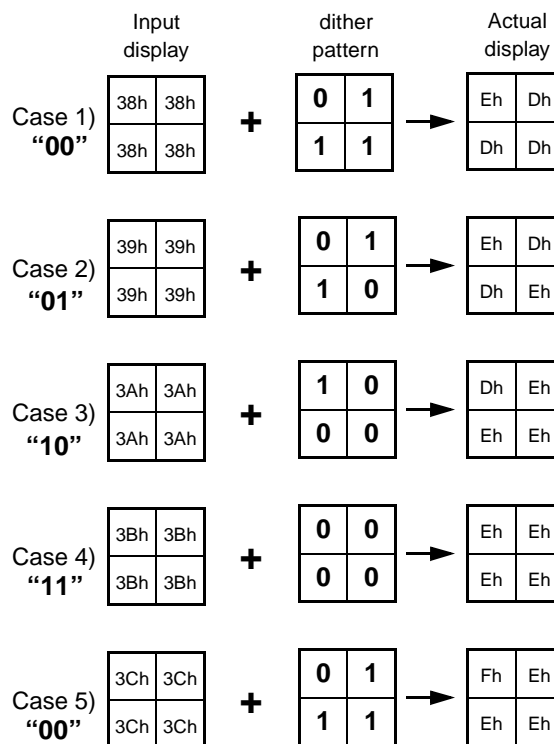 Input display
dither pattern
Actual display
Case 1)
“00”
38h 38h
38h 38h
+
0 1
1 1
Eh Dh
Dh Dh
Case 2)
“01”
39h 39h
39h 39h
+
0 1
1 0
Eh Dh
Dh Eh
Case 3)
“10”
3Ah 3Ah
3Ah 3Ah
+
1 0
0 0
Dh Eh
Eh Eh
Case 4)
“11”
3Bh 3Bh
3Bh 3Bh
+
0 0
0 0
Eh Eh
Eh Eh
Case 5)
“00”
3Ch 3Ch
3Ch 3Ch
+
0 1
1 1
Fh Eh
Eh Eh